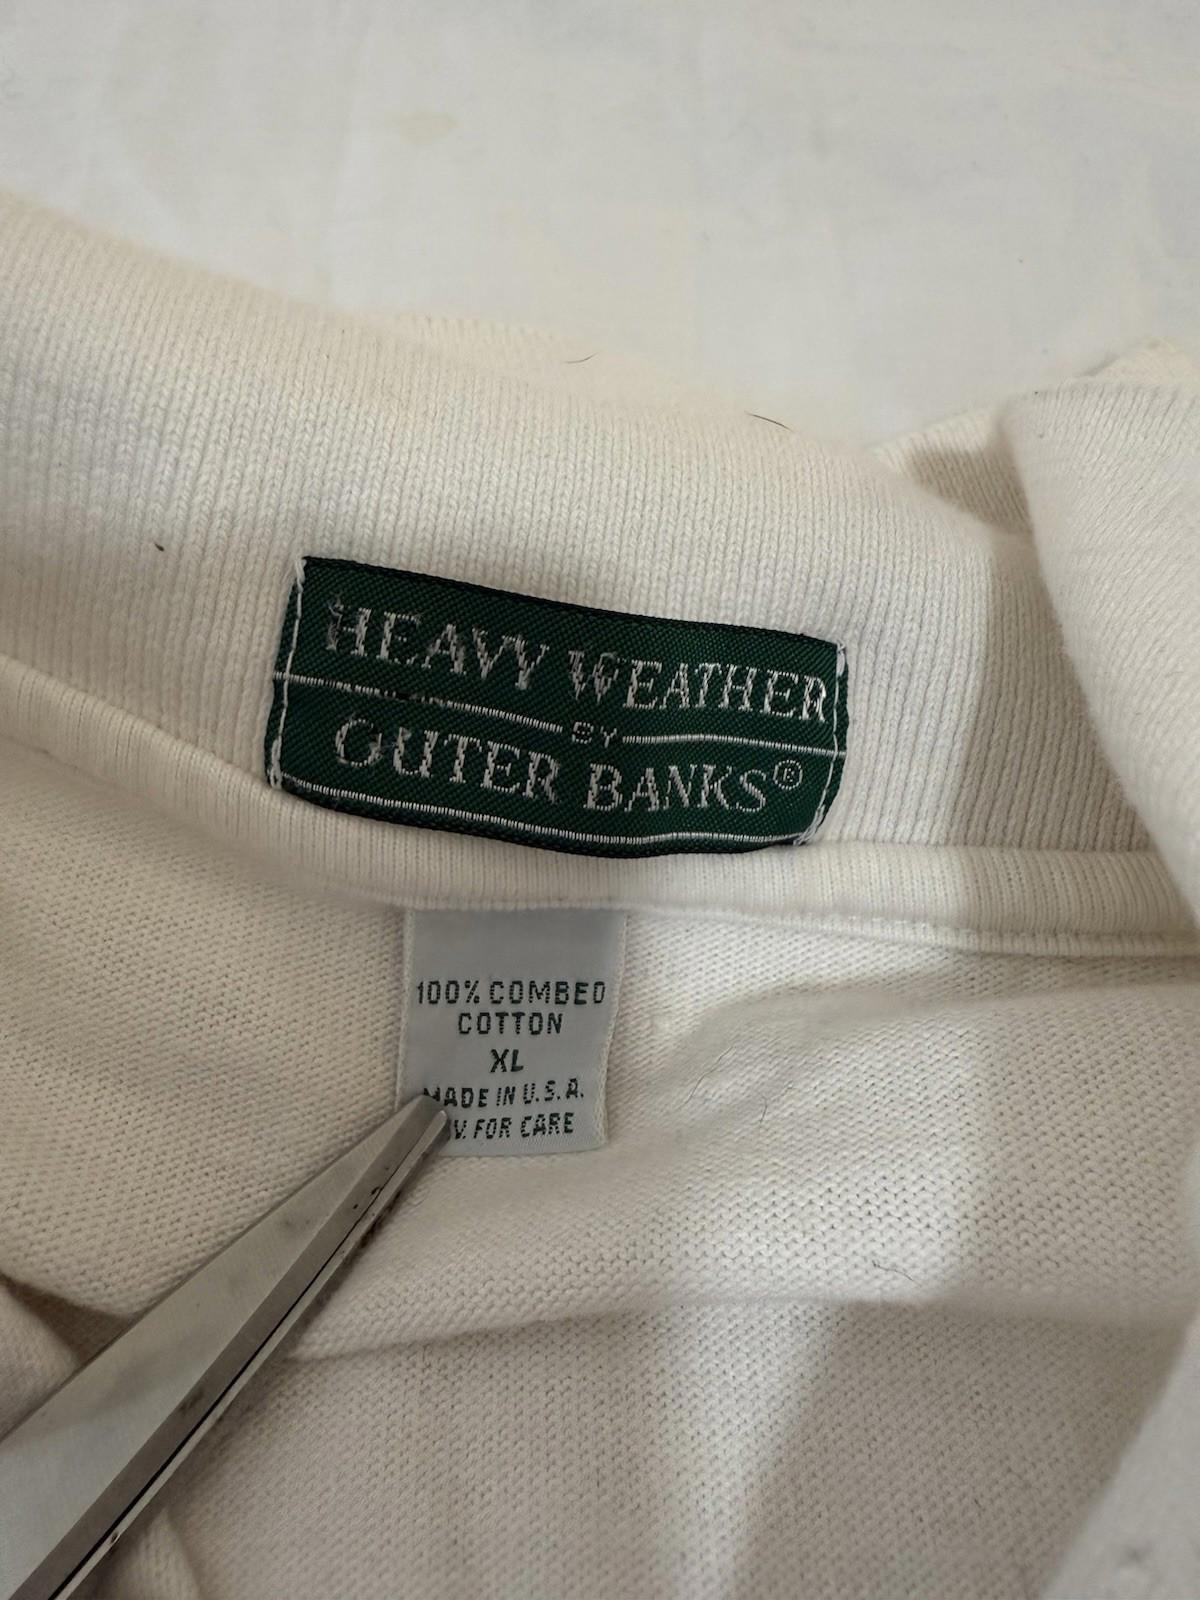 HEAVY WEATHER
BY
OUTER BANKS®
100% COMBED
COTTON
XL
MADE IN U.S.A.
FOR CARE